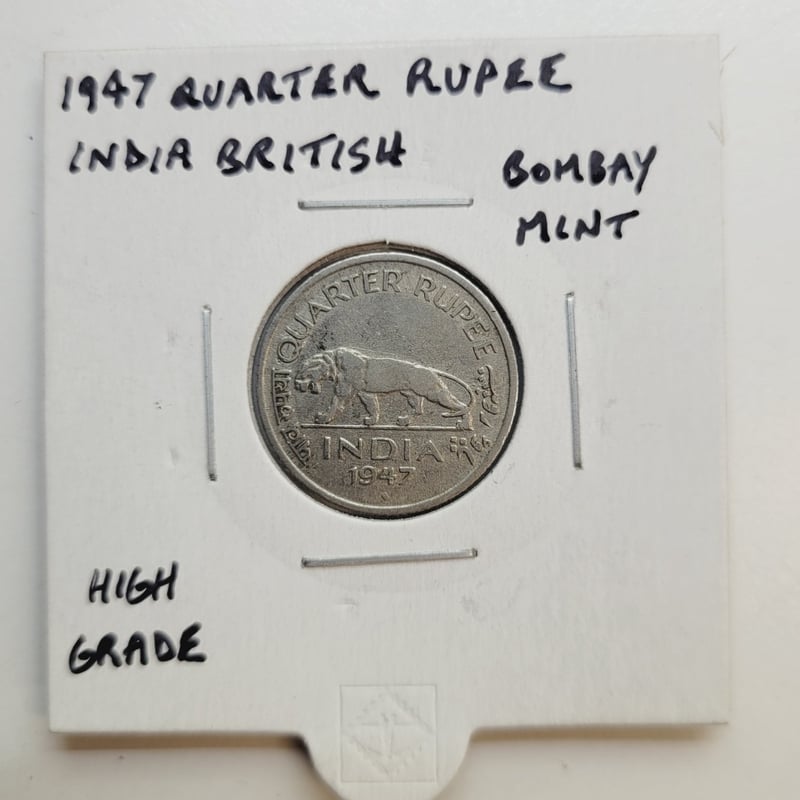 1947 QUARTER RUPEE
INDIA BRITISH
BOMBAY
MINT
QUARTER RUPEE
INDIA
1947
HIGH
GRADE